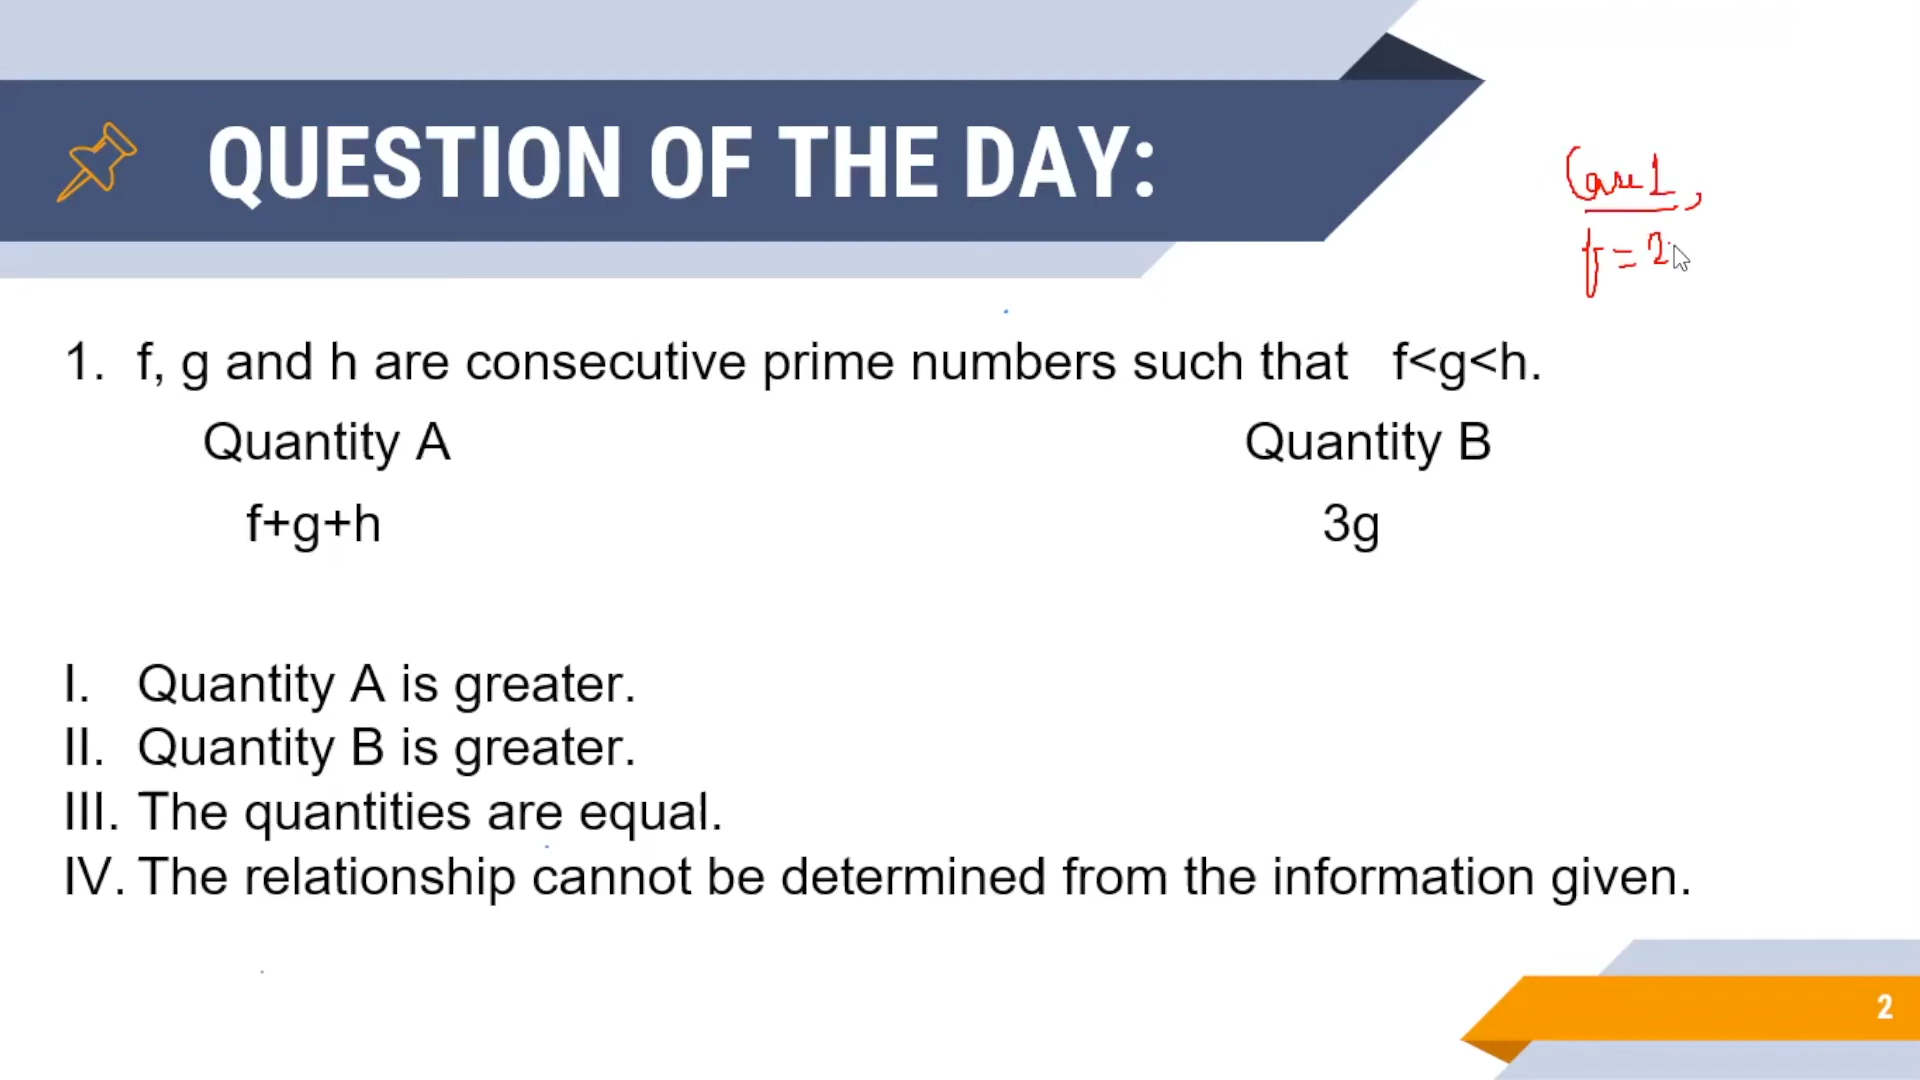 QUESTION OF THE DAY:
Case 1,
f = 2
1. f, g and h are consecutive prime numbers such that f<g<h.
Quantity A Quantity B
f+g+h 3g
I. Quantity A is greater.
II. Quantity B is greater.
III. The quantities are equal.
IV. The relationship cannot be determined from the information given.
2